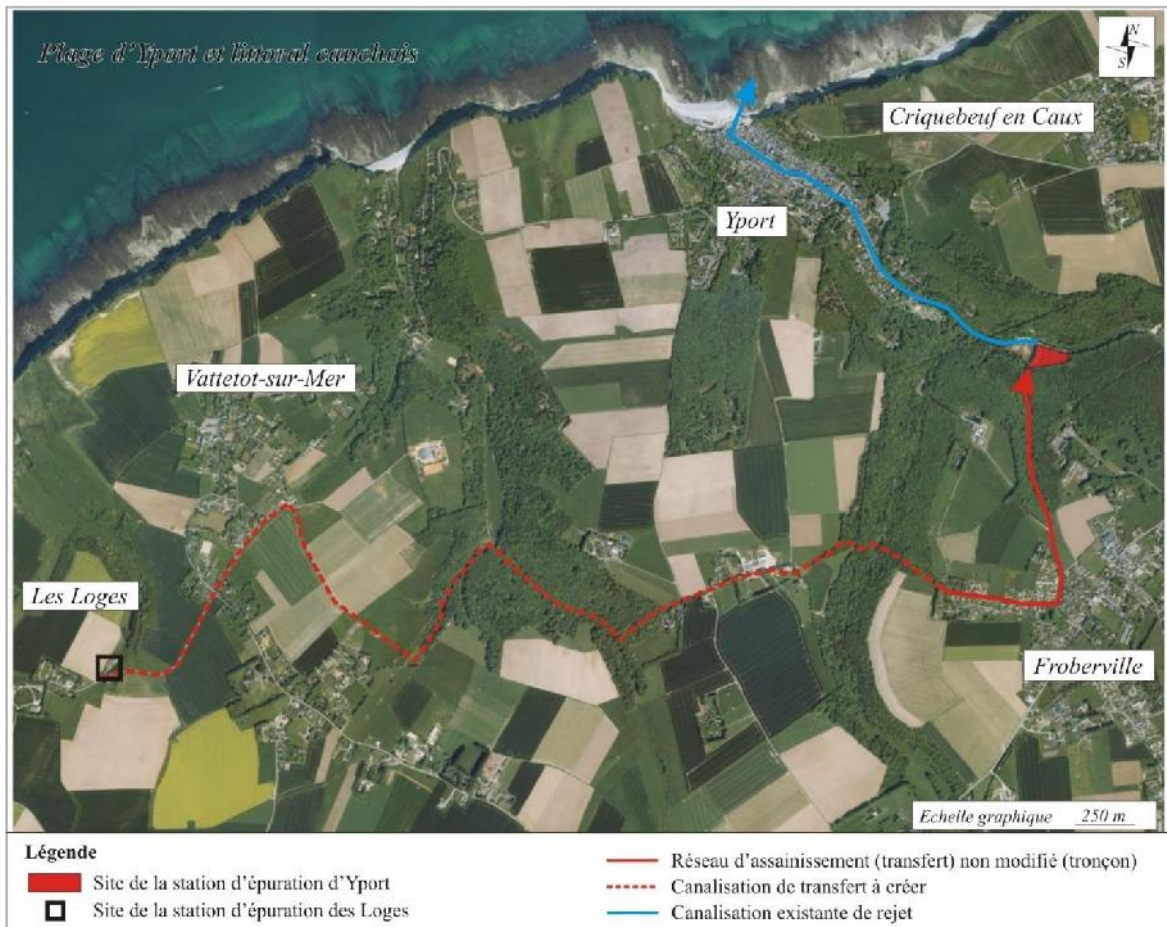 Plage d'Yport et littoral cauchois
N
S
Criquebeuf en Caux
Yport
Vattetot-sur-Mer
Les Loges
Froberville
Echelle graphique 250 m
Légende
Site de la station d'épuration d'Yport
Site de la station d'épuration des Loges
Réseau d'assainissement (transfert) non modifié (tronçon)
Canalisation de transfert à créer
Canalisation existante de rejet